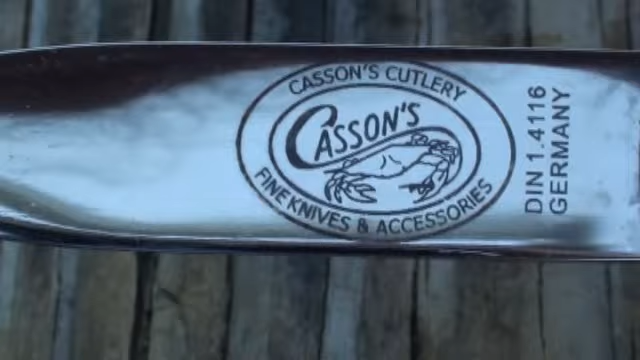 CASSON'S CUTLERY
CASSON'S
FINE KNIVES & ACCESSORIES
DIN 1.4116
GERMANY